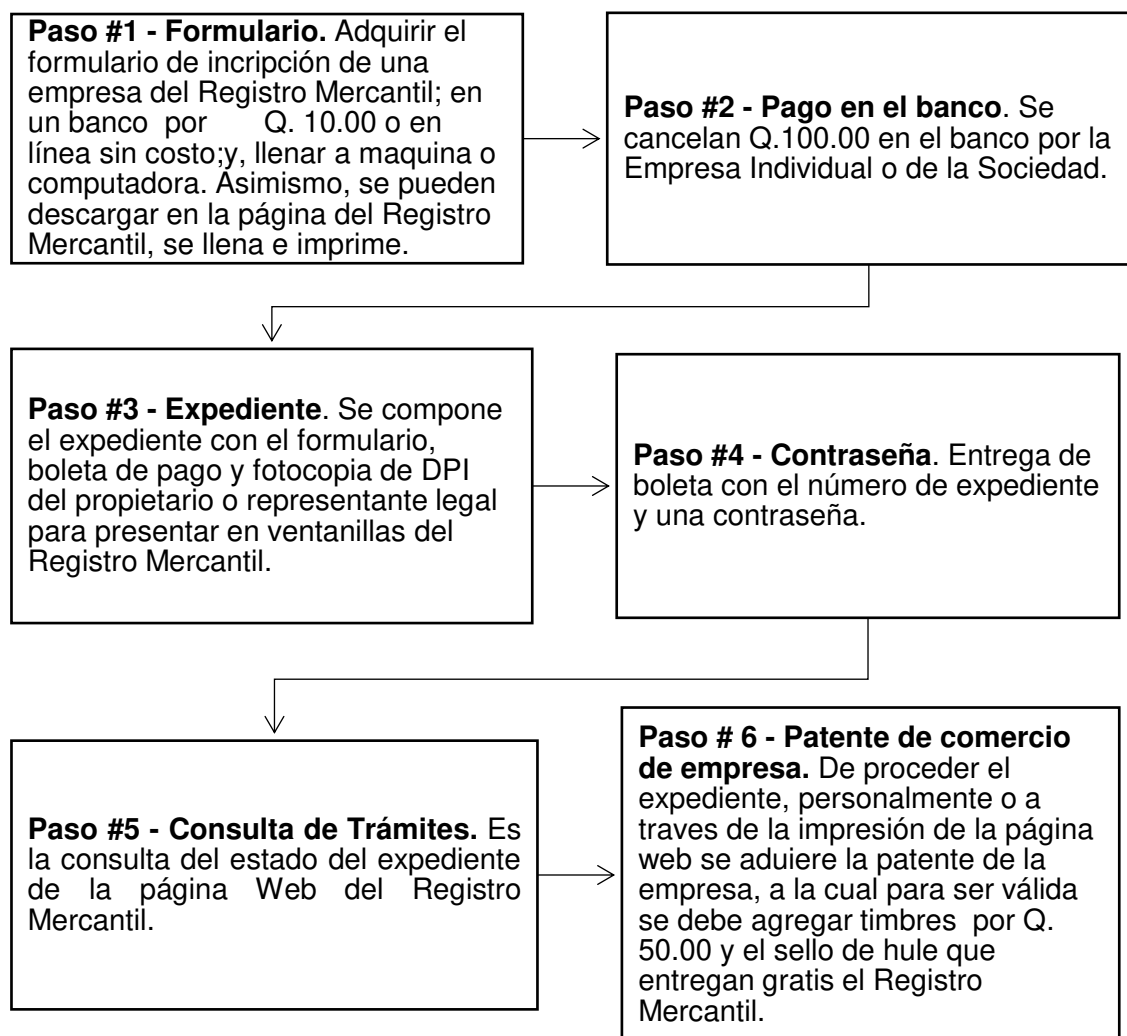 Paso #1 - Formulario. Adquirir el
formulario de incripción de una
empresa del Registro Mercantil; en
un banco por Q. 10.00 o en
línea sin costo;y, llenar a maquina o
computadora. Asimismo, se pueden
descargar en la página del Registro
Mercantil, se llena e imprime.
Paso #2 - Pago en el banco. Se
cancelan Q.100.00 en el banco por la
Empresa Individual o de la Sociedad.
Paso #3 - Expediente. Se compone
el expediente con el formulario,
boleta de pago y fotocopia de DPI
del propietario o representante legal
para presentar en ventanillas del
Registro Mercantil.
Paso #4 - Contraseña. Entrega de
boleta con el número de expediente
y una contraseña.
Paso #5 - Consulta de Trámites. Es
la consulta del estado del expediente
de la página Web del Registro
Mercantil.
Paso # 6 - Patente de comercio
de empresa. De proceder el
expediente, personalmente o a
traves de la impresión de la página
web se aduiere la patente de la
empresa, a la cual para ser válida
se debe agregar timbres por Q.
50.00 y el sello de hule que
entregan gratis el Registro
Mercantil.